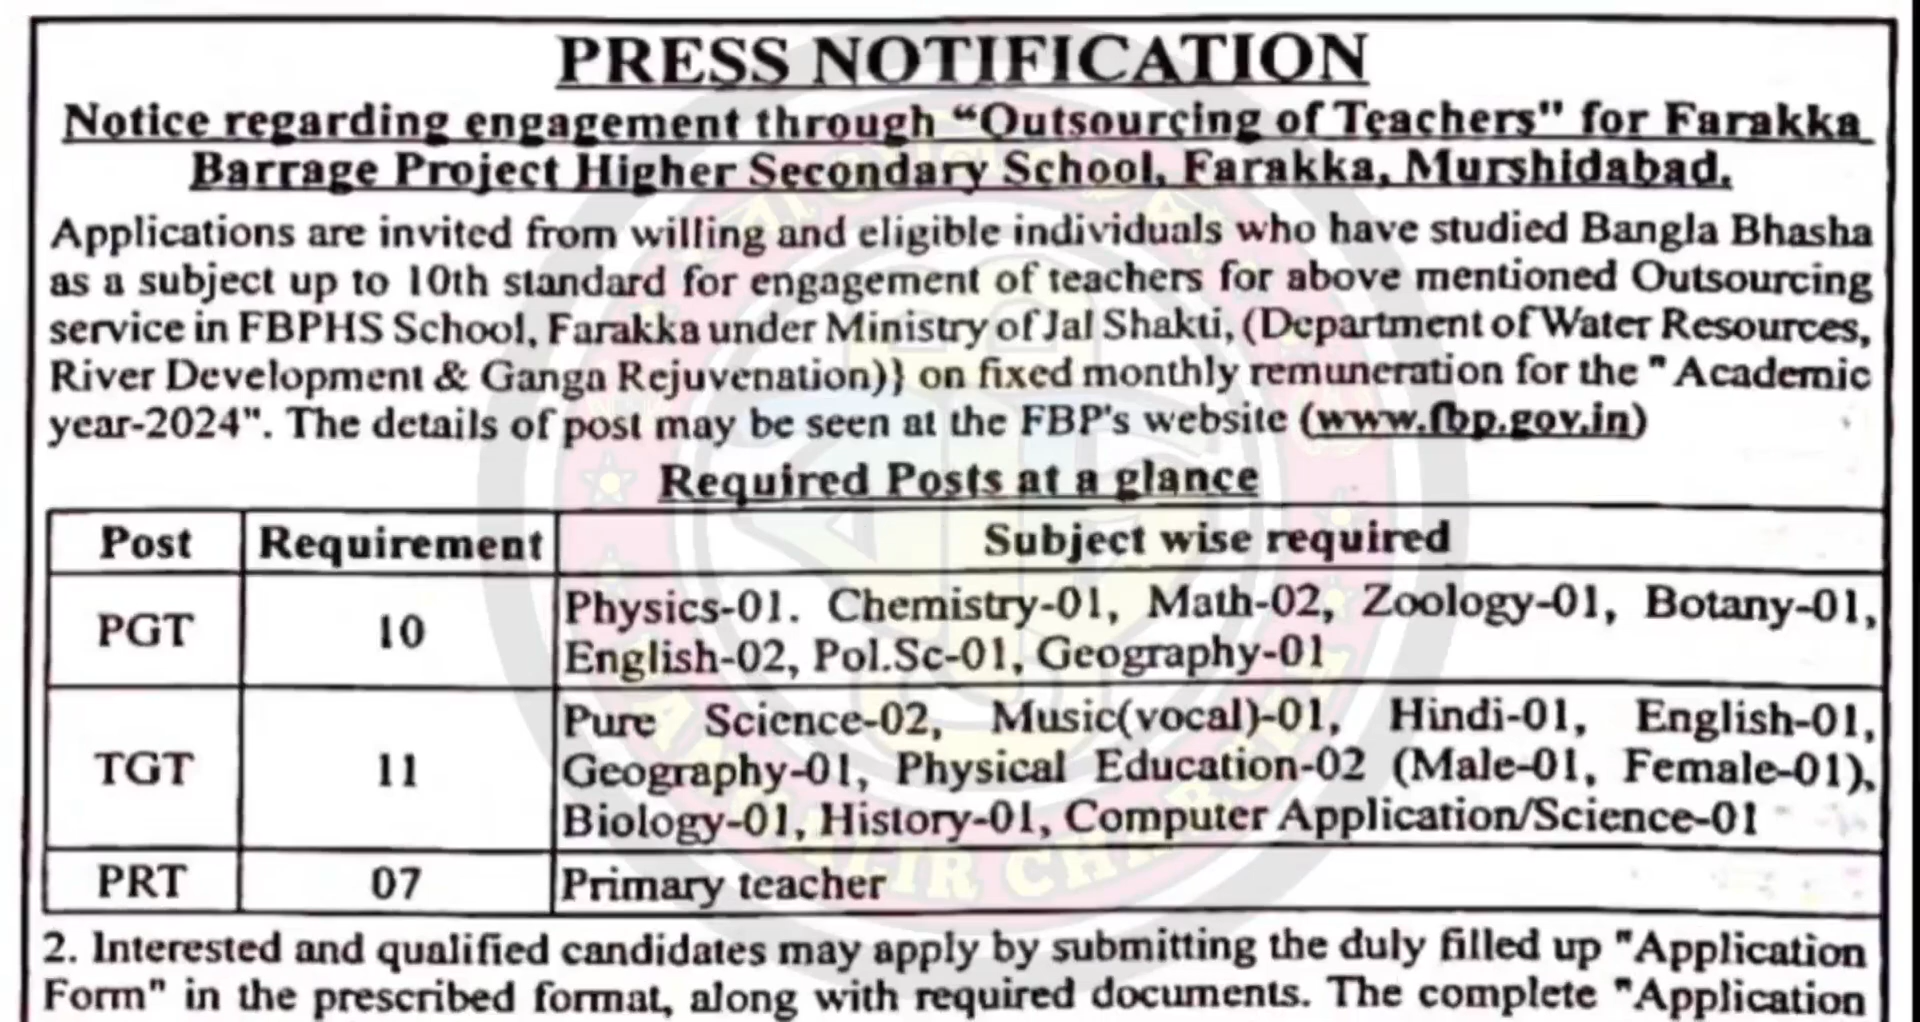 PRESS NOTIFICATION
Notice regarding engagement through “Outsourcing of Teachers" for Farakka
Barrage Project Higher Secondary School, Farakka, Murshidabad.
Applications are invited from willing and eligible individuals who have studied Bangla Bhasha
as a subject up to 10th standard for engagement of teachers for above mentioned Outsourcing
service in FBPHS School, Farakka under Ministry of Jal Shakti, (Department of Water Resources,
River Development & Ganga Rejuvenation)} on fixed monthly remuneration for the " Academic
year-2024". The details of post may be seen at the FBP's website (www.fbp.gov.in)
Required Posts at a glance
Post Requirement Subject wise required
PGT 10 Physics-01. Chemistry-01, Math-02, Zoology-01, Botany-01,
English-02, Pol.Sc-01, Geography-01
TGT 11 Pure Science-02, Music(vocal)-01, Hindi-01, English-01,
Geography-01, Physical Education-02 (Male-01, Female-01),
Biology-01, History-01, Computer Application/Science-01
PRT 07 Primary teacher
2. Interested and qualified candidates may apply by submitting the duly filled up "Application
Form" in the prescribed format, along with required documents. The complete "Application